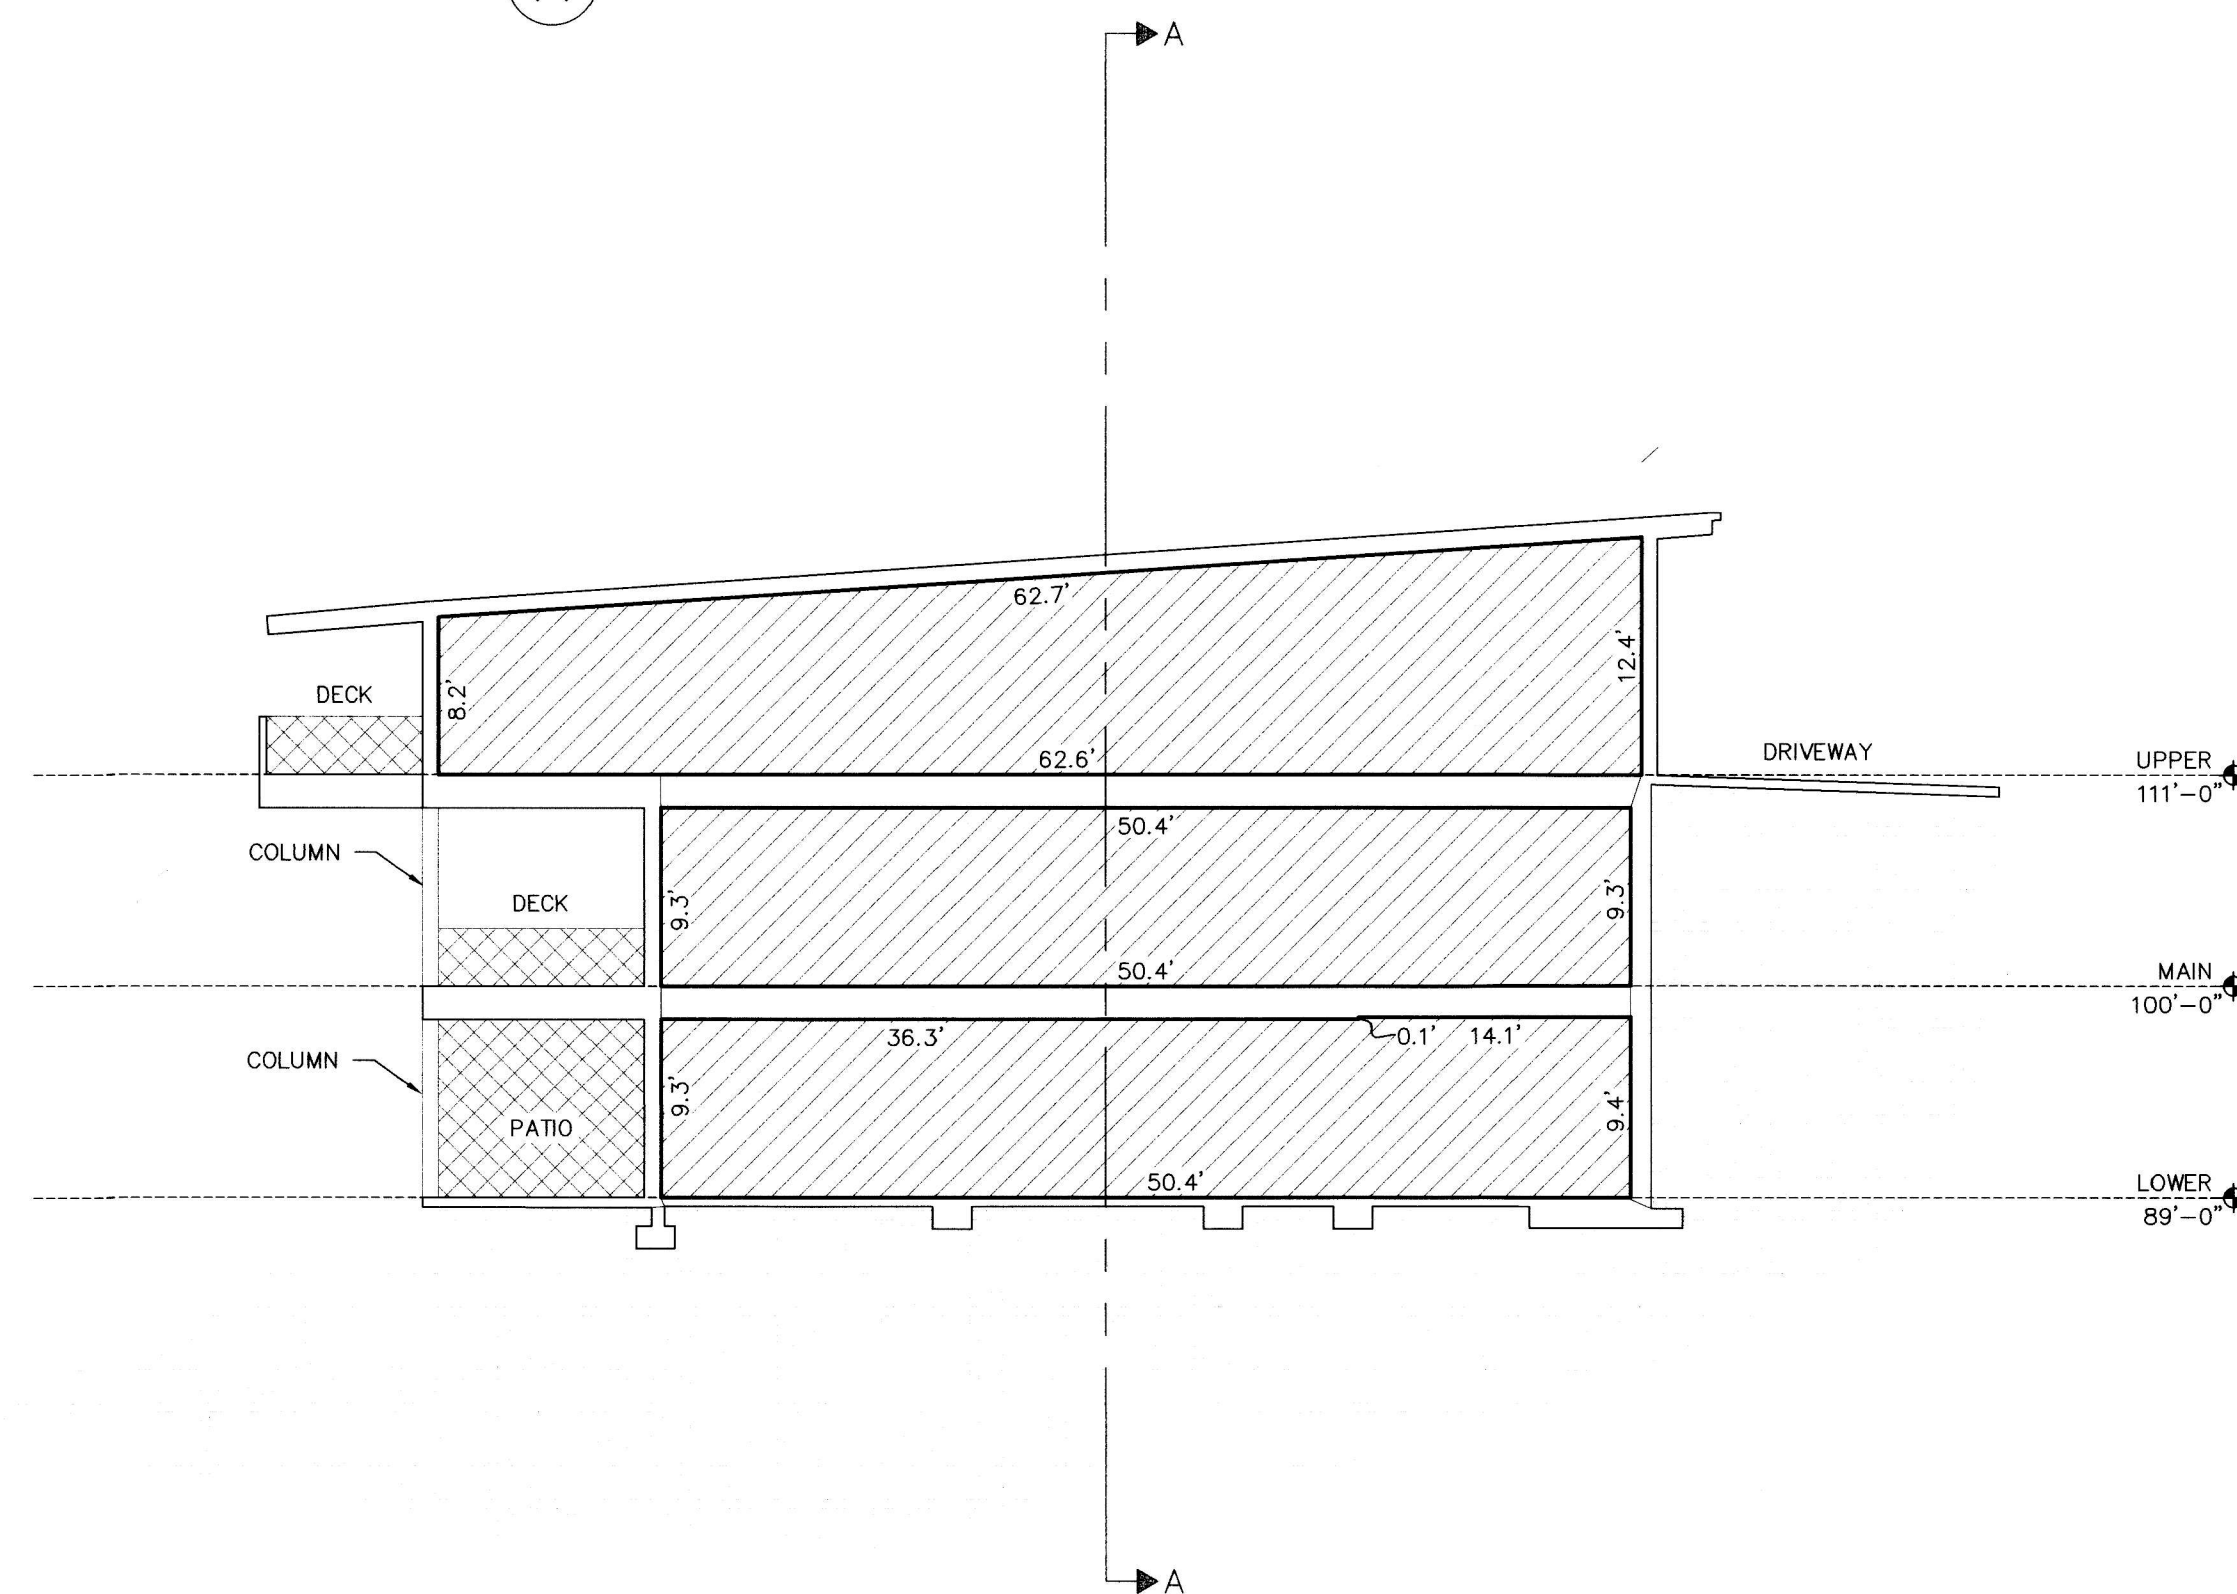 A
62.7'
12.4'
8.2'
DECK
62.6'
DRIVEWAY
UPPER
111'-0"
50.4'
COLUMN
9.3'
9.3'
DECK
50.4'
MAIN
100'-0"
36.3'
0.1'
14.1'
COLUMN
9.3'
9.4'
PATIO
50.4'
LOWER
89'-0"
A